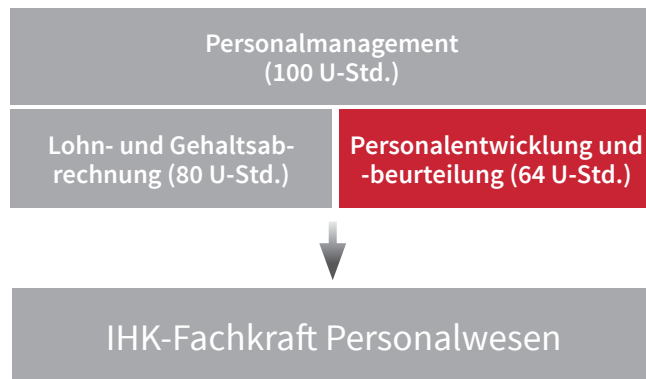 Personalmanagement
(100 U-Std.)
Lohn- und Gehaltsab-
rechnung (80 U-Std.)
Personalentwicklung und
-beurteilung (64 U-Std.)
IHK-Fachkraft Personalwesen